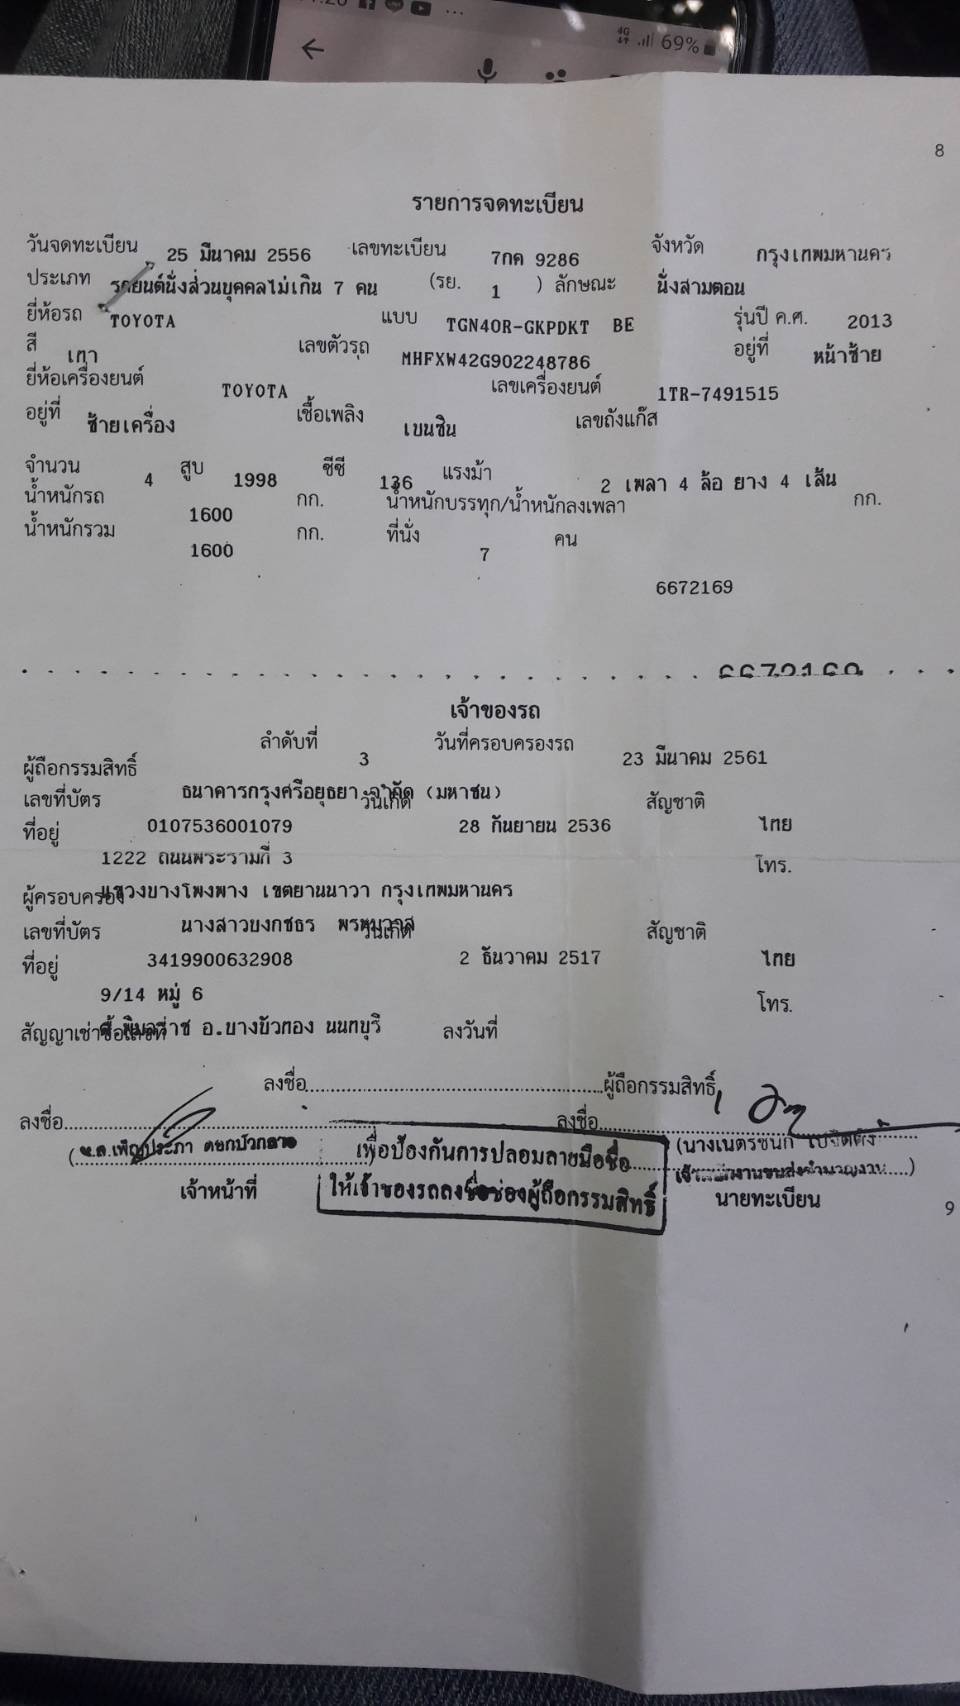 69%
8
รายการจดทะเบียน
วันจดทะเบียน 25 มีนาคม 2556 เลขทะเบียน 7กค 9286 จังหวัด กรุงเทพมหานคร
ประเภท รถยนต์นั่งส่วนบุคคลไม่เกิน 7 คน (รย. 1 ) ลักษณะ นั่งสามตอน
ยี่ห้อรถ TOYOTA แบบ TGN40R-GKPDKT BE รุ่นปี ค.ศ. 2013
สี เทา เลขตัวรถ MHFXW42G902248786 อยู่ที่ หน้าซ้าย
ยี่ห้อเครื่องยนต์ TOYOTA เลขเครื่องยนต์ 1TR-7491515
อยู่ที่ ซ้ายเครื่อง เชื้อเพลิง เบนซิน เลขถังแก๊ส
จำนวน 4 สูบ 1998 ซีซี 136 แรงม้า 2 เพลา 4 ล้อ ยาง 4 เส้น
น้ำหนักรถ 1600 กก. น้ำหนักบรรทุก/น้ำหนักลงเพลา กก.
น้ำหนักรวม 1600 กก. ที่นั่ง 7 คน
6672169
6672169
เจ้าของรถ
ลำดับที่ 3 วันที่ครอบครองรถ 23 มีนาคม 2561
ผู้ถือกรรมสิทธิ์ ธนาคารกรุงศรีอยุธยา จำกัด (มหาชน)
เลขที่บัตร 0107536001079 วันเกิด 28 กันยายน 2536 สัญชาติ ไทย
ที่อยู่ 1222 ถนนพระรามที่ 3 โทร.
แขวงบางโพงพาง เขตยานนาวา กรุงเทพมหานคร
ผู้ครอบครอง นางสาวบงกชธร
เลขที่บัตร 3419900632908 วันเกิด 2 ธันวาคม 2517 สัญชาติ ไทย
ที่อยู่ 9/14 หมู่ 6 โทร.
ต.พิมลราช อ.บางบัวทอง นนทบุรี
สัญญาเช่าซื้อเลขที่ ลงวันที่
ลงชื่อ ผู้ถือกรรมสิทธิ์
ลงชื่อ ลงชื่อ
(น.ส.เพ็ญประภา ดอกบัวกลาง) (นางเนตรชนก
เจ้าพนักงานขนส่งชำนาญงาน)
เจ้าหน้าที่ นายทะเบียน
เพื่อป้องกันการปลอมลายมือชื่อ
ให้เจ้าของรถลงชื่อช่องผู้ถือกรรมสิทธิ์
9